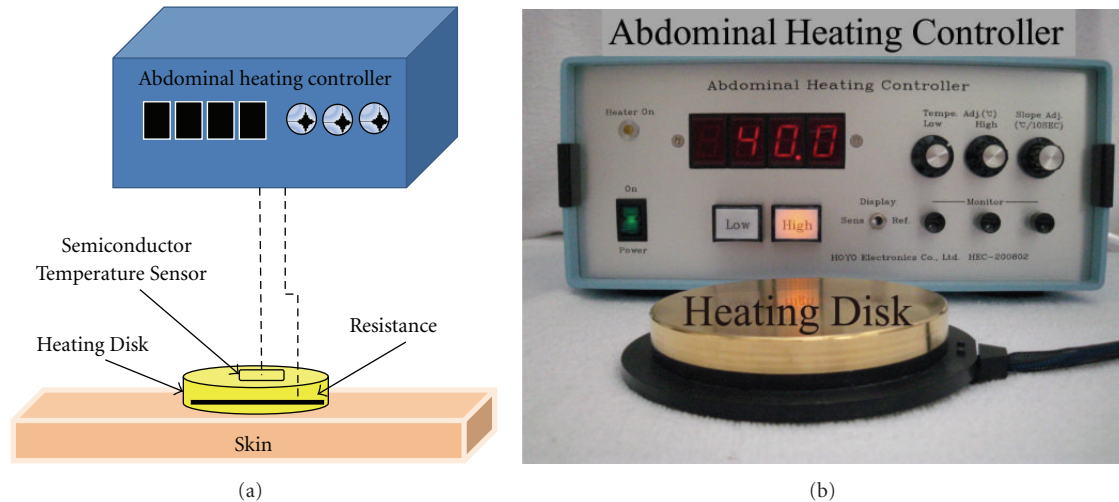 Abdominal heating controller
Semiconductor
Temperature Sensor
Heating Disk
Resistance
Skin
(a)
Abdominal Heating Controller
Abdominal Heating Controller
Heater On
40.0
Tempe. Adj.(℃)
Low High
Slope Adj.
(℃/10SEC)
On
Power
Low
High
Display
Sens Ref.
Monitor
HOYO Electronics Co., Ltd. HEC-200802
Heating Disk
(b)